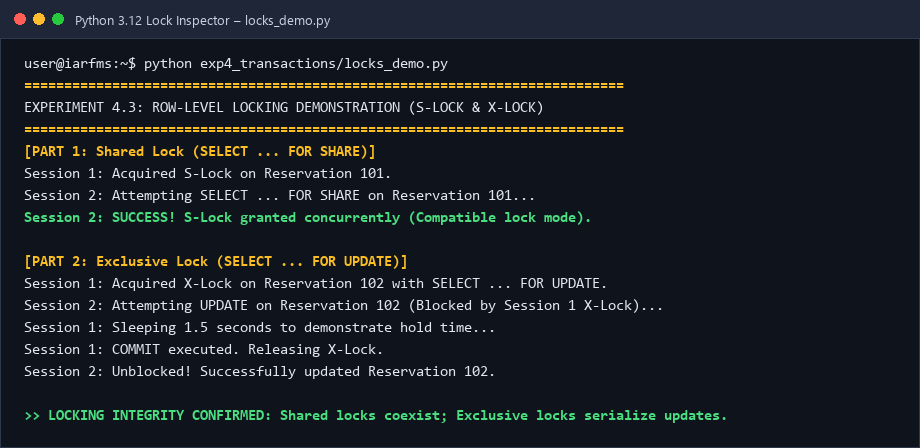 Python 3.12 Lock Inspector – locks_demo.py
user@iarfms:~$ python exp4_transactions/locks_demo.py
===========================================================================
EXPERIMENT 4.3: ROW-LEVEL LOCKING DEMONSTRATION (S-LOCK & X-LOCK)
===========================================================================
[PART 1: Shared Lock (SELECT ... FOR SHARE)]
Session 1: Acquired S-Lock on Reservation 101.
Session 2: Attempting SELECT ... FOR SHARE on Reservation 101...
Session 2: SUCCESS! S-Lock granted concurrently (Compatible lock mode).
[PART 2: Exclusive Lock (SELECT ... FOR UPDATE)]
Session 1: Acquired X-Lock on Reservation 102 with SELECT ... FOR UPDATE.
Session 2: Attempting UPDATE on Reservation 102 (Blocked by Session 1 X-Lock)...
Session 1: Sleeping 1.5 seconds to demonstrate hold time...
Session 1: COMMIT executed. Releasing X-Lock.
Session 2: Unblocked! Successfully updated Reservation 102.
>> LOCKING INTEGRITY CONFIRMED: Shared locks coexist; Exclusive locks serialize updates.